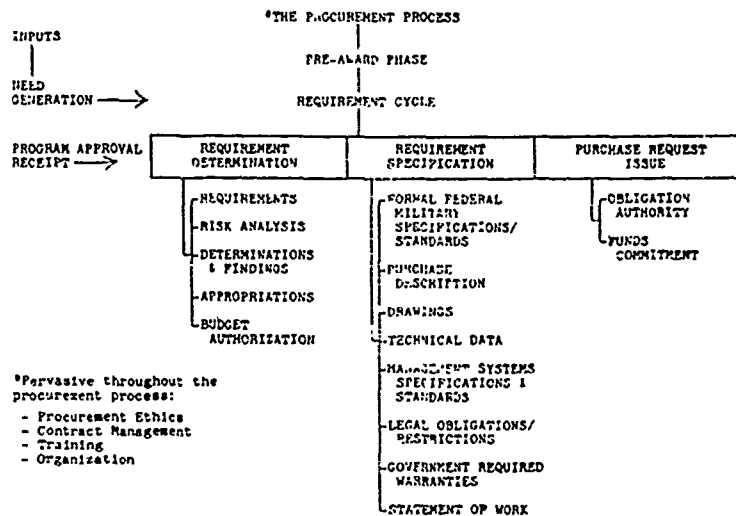 *THE PROCUREMENT PROCESS
INPUTS
PRE-AWARD PHASE
NEED
GENERATION
REQUIREMENT CYCLE
PROGRAM APPROVAL
RECEIPT
REQUIREMENT
DETERMINATION
REQUIREMENT
SPECIFICATION
PURCHASE REQUEST
ISSUE
REQUIREMENTS
RISK ANALYSIS
DETERMINATIONS
& FINDINGS
APPROPRIATIONS
BUDGET
AUTHORIZATION
FORMAL FEDERAL
MILITARY
SPECIFICATIONS/
STANDARDS
PURCHASE
DESCRIPTION
DRAWINGS
TECHNICAL DATA
MANAGEMENT SYSTEMS
SPECIFICATIONS &
STANDARDS
LEGAL OBLIGATIONS/
RESTRICTIONS
GOVERNMENT REQUIRED
WARRANTIES
STATEMENT OF WORK
OBLIGATION
AUTHORITY
FUNDS
COMMITMENT
*Pervasive throughout the
procurement process:
- Procurement Ethics
- Contract Management
- Training
- Organization